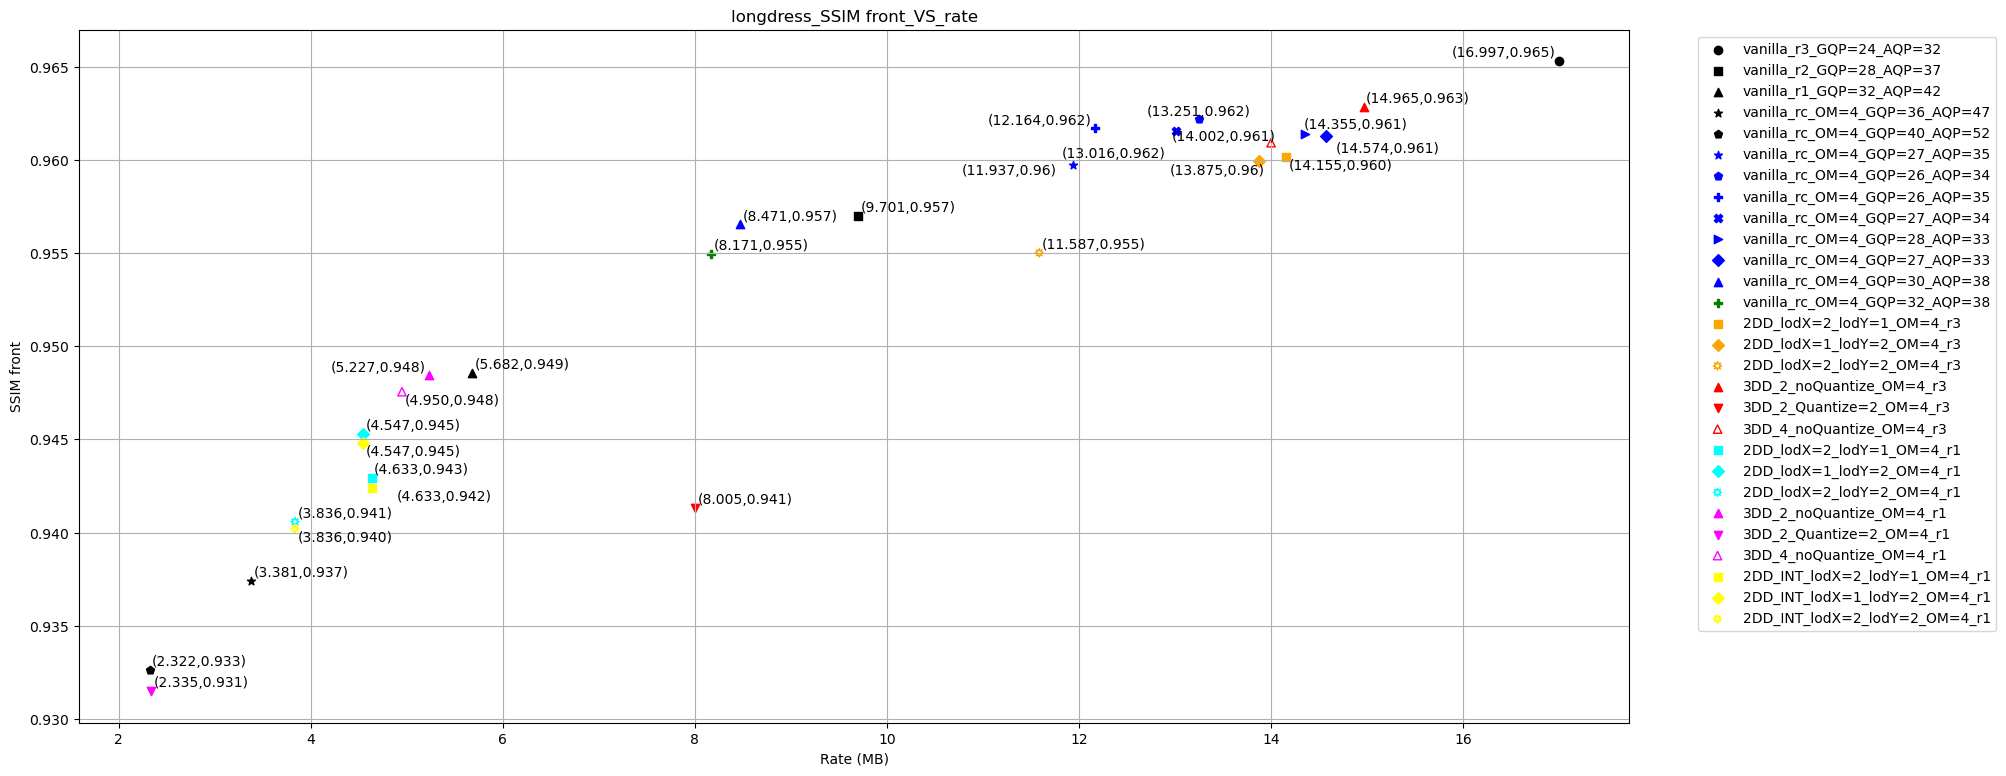 longdress_SSIM front_VS_rate
SSIM front
0.965
0.960
0.955
0.950
0.945
0.940
0.935
0.930
(16.997,0.965)
(14.965,0.963)
(13.251,0.962)
(12.164,0.962)
(14.355,0.961)
(14.002,0.961)
(14.574,0.961)
(13.016,0.962)
(11.937,0.96)
(13.875,0.96)
(14.155,0.960)
(9.701,0.957)
(8.471,0.957)
(8.171,0.955)
(11.587,0.955)
(5.227,0.948)
(5.682,0.949)
(4.950,0.948)
(4.547,0.945)
(4.547,0.945)
(4.633,0.943)
(4.633,0.942)
(8.005,0.941)
(3.836,0.941)
(3.836,0.940)
(3.381,0.937)
(2.322,0.933)
(2.335,0.931)
2 4 6 8 10 12 14 16
Rate (MB)
vanilla_r3_GQP=24_AQP=32
vanilla_r2_GQP=28_AQP=37
vanilla_r1_GQP=32_AQP=42
vanilla_rc_OM=4_GQP=36_AQP=47
vanilla_rc_OM=4_GQP=40_AQP=52
vanilla_rc_OM=4_GQP=27_AQP=35
vanilla_rc_OM=4_GQP=26_AQP=34
vanilla_rc_OM=4_GQP=26_AQP=35
vanilla_rc_OM=4_GQP=27_AQP=34
vanilla_rc_OM=4_GQP=28_AQP=33
vanilla_rc_OM=4_GQP=27_AQP=33
vanilla_rc_OM=4_GQP=30_AQP=38
vanilla_rc_OM=4_GQP=32_AQP=38
2DD_lodX=2_lodY=1_OM=4_r3
2DD_lodX=1_lodY=2_OM=4_r3
2DD_lodX=2_lodY=2_OM=4_r3
3DD_2_noQuantize_OM=4_r3
3DD_2_Quantize=2_OM=4_r3
3DD_4_noQuantize_OM=4_r3
2DD_lodX=2_lodY=1_OM=4_r1
2DD_lodX=1_lodY=2_OM=4_r1
2DD_lodX=2_lodY=2_OM=4_r1
3DD_2_noQuantize_OM=4_r1
3DD_2_Quantize=2_OM=4_r1
3DD_4_noQuantize_OM=4_r1
2DD_INT_lodX=2_lodY=1_OM=4_r1
2DD_INT_lodX=1_lodY=2_OM=4_r1
2DD_INT_lodX=2_lodY=2_OM=4_r1